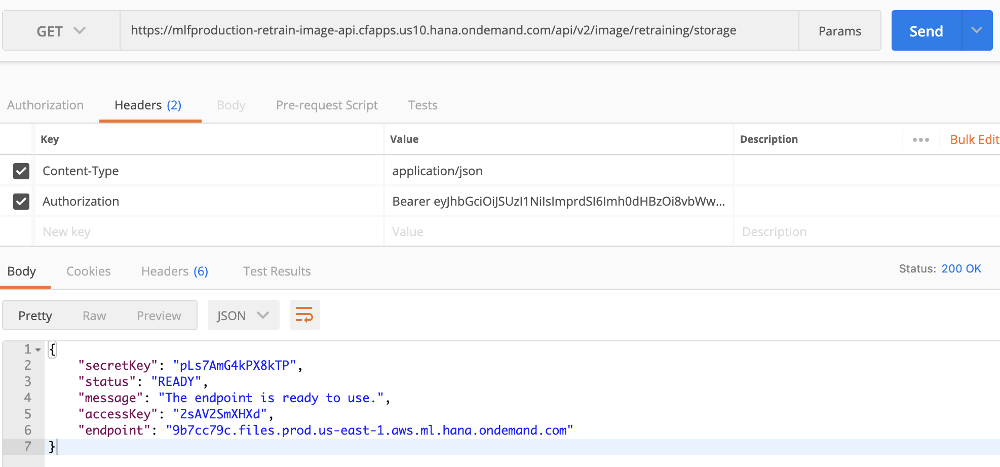 GET https://mlfproduction-retrain-image-api.cfapps.us10.hana.ondemand.com/api/v2/image/retraining/storage Params Send
Authorization Headers (2) Body Pre-request Script Tests
Key Value Description ••• Bulk Edit
Content-Type application/json
Authorization Bearer eyJhbGciOiJSUzI1NiIsImprdSI6Imh0dHBzOi8vbWw...
New key Value Description
Body Cookies Headers (6) Test Results Status: 200 OK
Pretty Raw Preview JSON
1 {
2 "secretKey": "pLs7AmG4kPX8kTP",
3 "status": "READY",
4 "message": "The endpoint is ready to use.",
5 "accessKey": "2sAV2SmXHXd",
6 "endpoint": "9b7cc79c.files.prod.us-east-1.aws.ml.hana.ondemand.com"
7 }